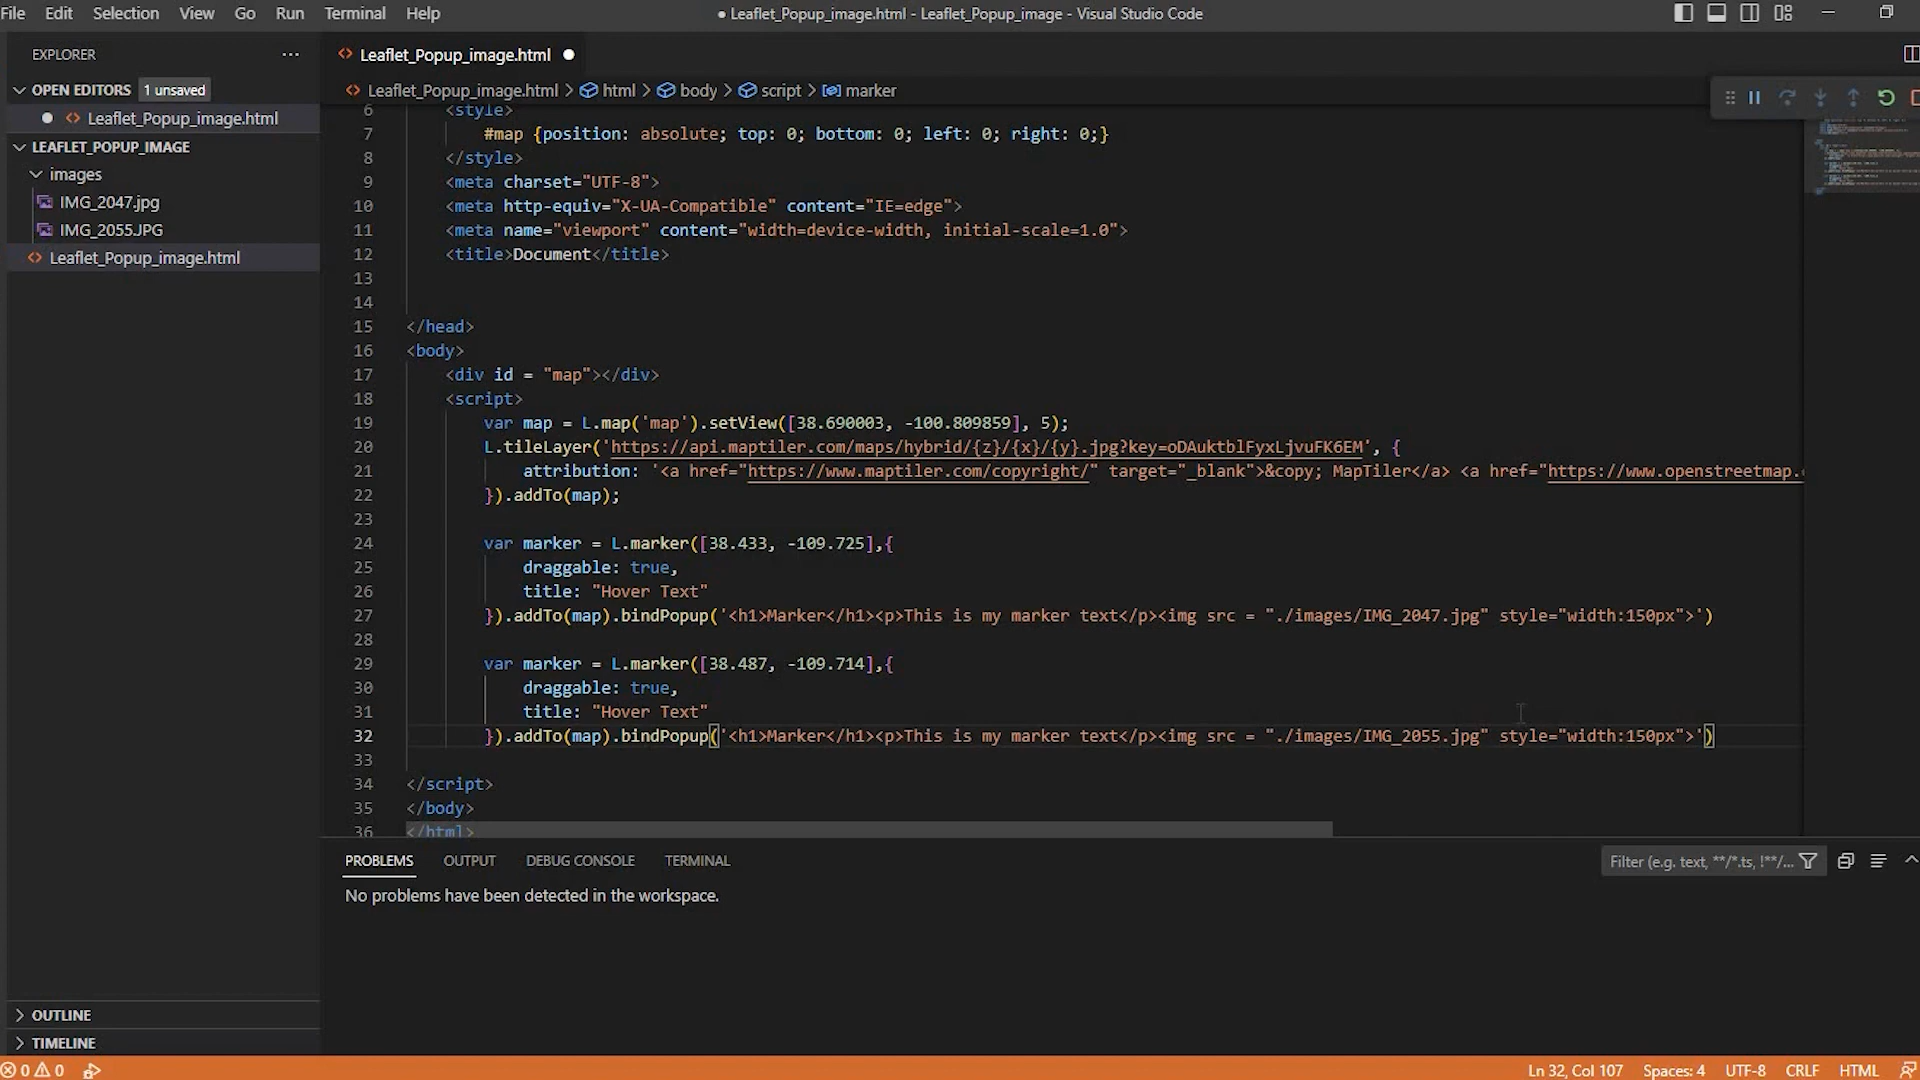 File Edit Selection View Go Run Terminal Help
● Leaflet_Popup_image.html - Leaflet_Popup_image - Visual Studio Code
EXPLORER ···
OPEN EDITORS 1 unsaved
Leaflet_Popup_image.html
LEAFLET_POPUP_IMAGE
images
IMG_2047.jpg
IMG_2055.JPG
Leaflet_Popup_image.html
OUTLINE
TIMELINE
Leaflet_Popup_image.html ●
Leaflet_Popup_image.html > html > body > script > marker
6 <style>
7 #map {position: absolute; top: 0; bottom: 0; left: 0; right: 0;}
8 </style>
9 <meta charset="UTF-8">
10 <meta http-equiv="X-UA-Compatible" content="IE=edge">
11 <meta name="viewport" content="width=device-width, initial-scale=1.0">
12 <title>Document</title>
13
14
15 </head>
16 <body>
17 <div id = "map"></div>
18 <script>
19 var map = L.map('map').setView([38.690003, -100.809859], 5);
20 L.tileLayer('https://api.maptiler.com/maps/hybrid/{z}/{x}/{y}.jpg?key=oDAuktblFyxLjvuFK6EM', {
21 attribution: '<a href="https://www.maptiler.com/copyright/" target="_blank">&copy; MapTiler</a> <a href="https://www.openstreetmap.
22 }).addTo(map);
23
24 var marker = L.marker([38.433, -109.725],{
25 draggable: true,
26 title: "Hover Text"
27 }).addTo(map).bindPopup('<h1>Marker</h1><p>This is my marker text</p><img src = "./images/IMG_2047.jpg" style="width:150px">')
28
29 var marker = L.marker([38.487, -109.714],{
30 draggable: true,
31 title: "Hover Text"
32 }).addTo(map).bindPopup('<h1>Marker</h1><p>This is my marker text</p><img src = "./images/IMG_2055.jpg" style="width:150px">')
33
34 </script>
35 </body>
36 </html>
PROBLEMS OUTPUT DEBUG CONSOLE TERMINAL
Filter (e.g. text, **/*.ts, !**/...
No problems have been detected in the workspace.
0 0
Ln 32, Col 107 Spaces: 4 UTF-8 CRLF HTML